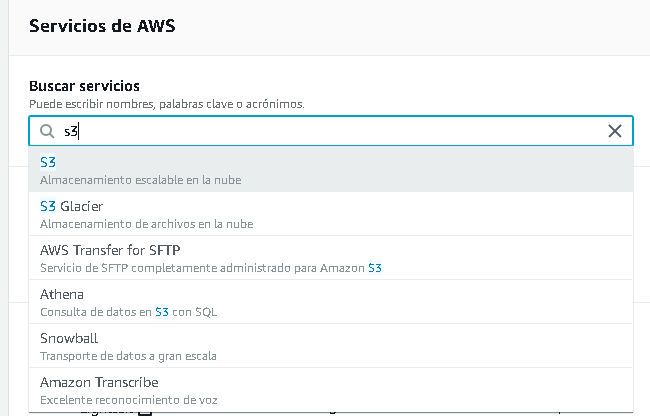 Servicios de AWS
Buscar servicios
Puede escribir nombres, palabras clave o acrónimos.
s3
S3
Almacenamiento escalable en la nube
S3 Glacier
Almacenamiento de archivos en la nube
AWS Transfer for SFTP
Servicio de SFTP completamente administrado para Amazon S3
Athena
Consulta de datos en S3 con SQL
Snowball
Transporte de datos a gran escala
Amazon Transcribe
Excelente reconocimiento de voz